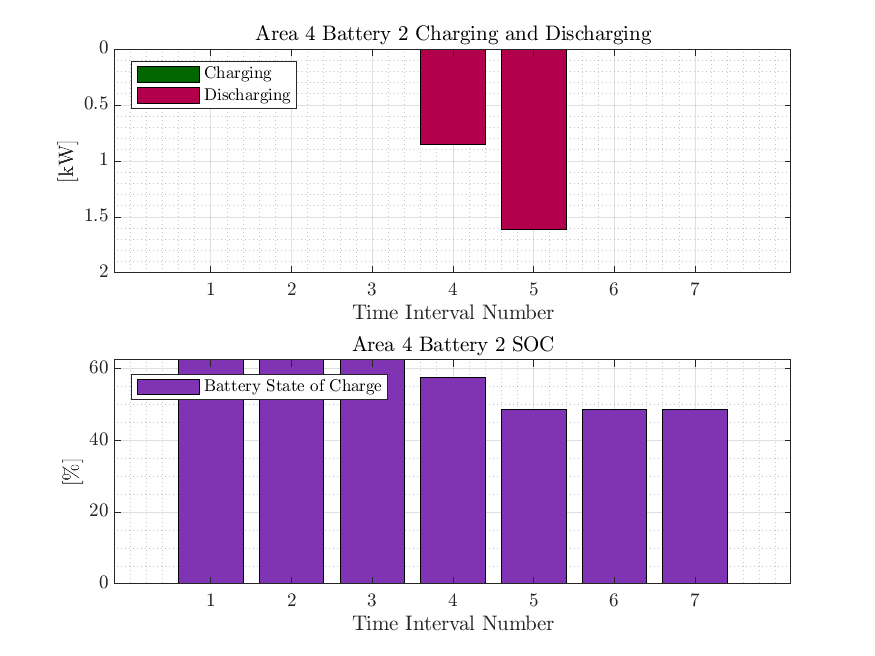 Area 4 Battery 2 Charging and Discharging
0
Charging
Discharging
0.5
[kW]
1
1.5
2
1 2 3 4 5 6 7
Time Interval Number
Area 4 Battery 2 SOC
60
Battery State of Charge
40
[%]
20
0
1 2 3 4 5 6 7
Time Interval Number